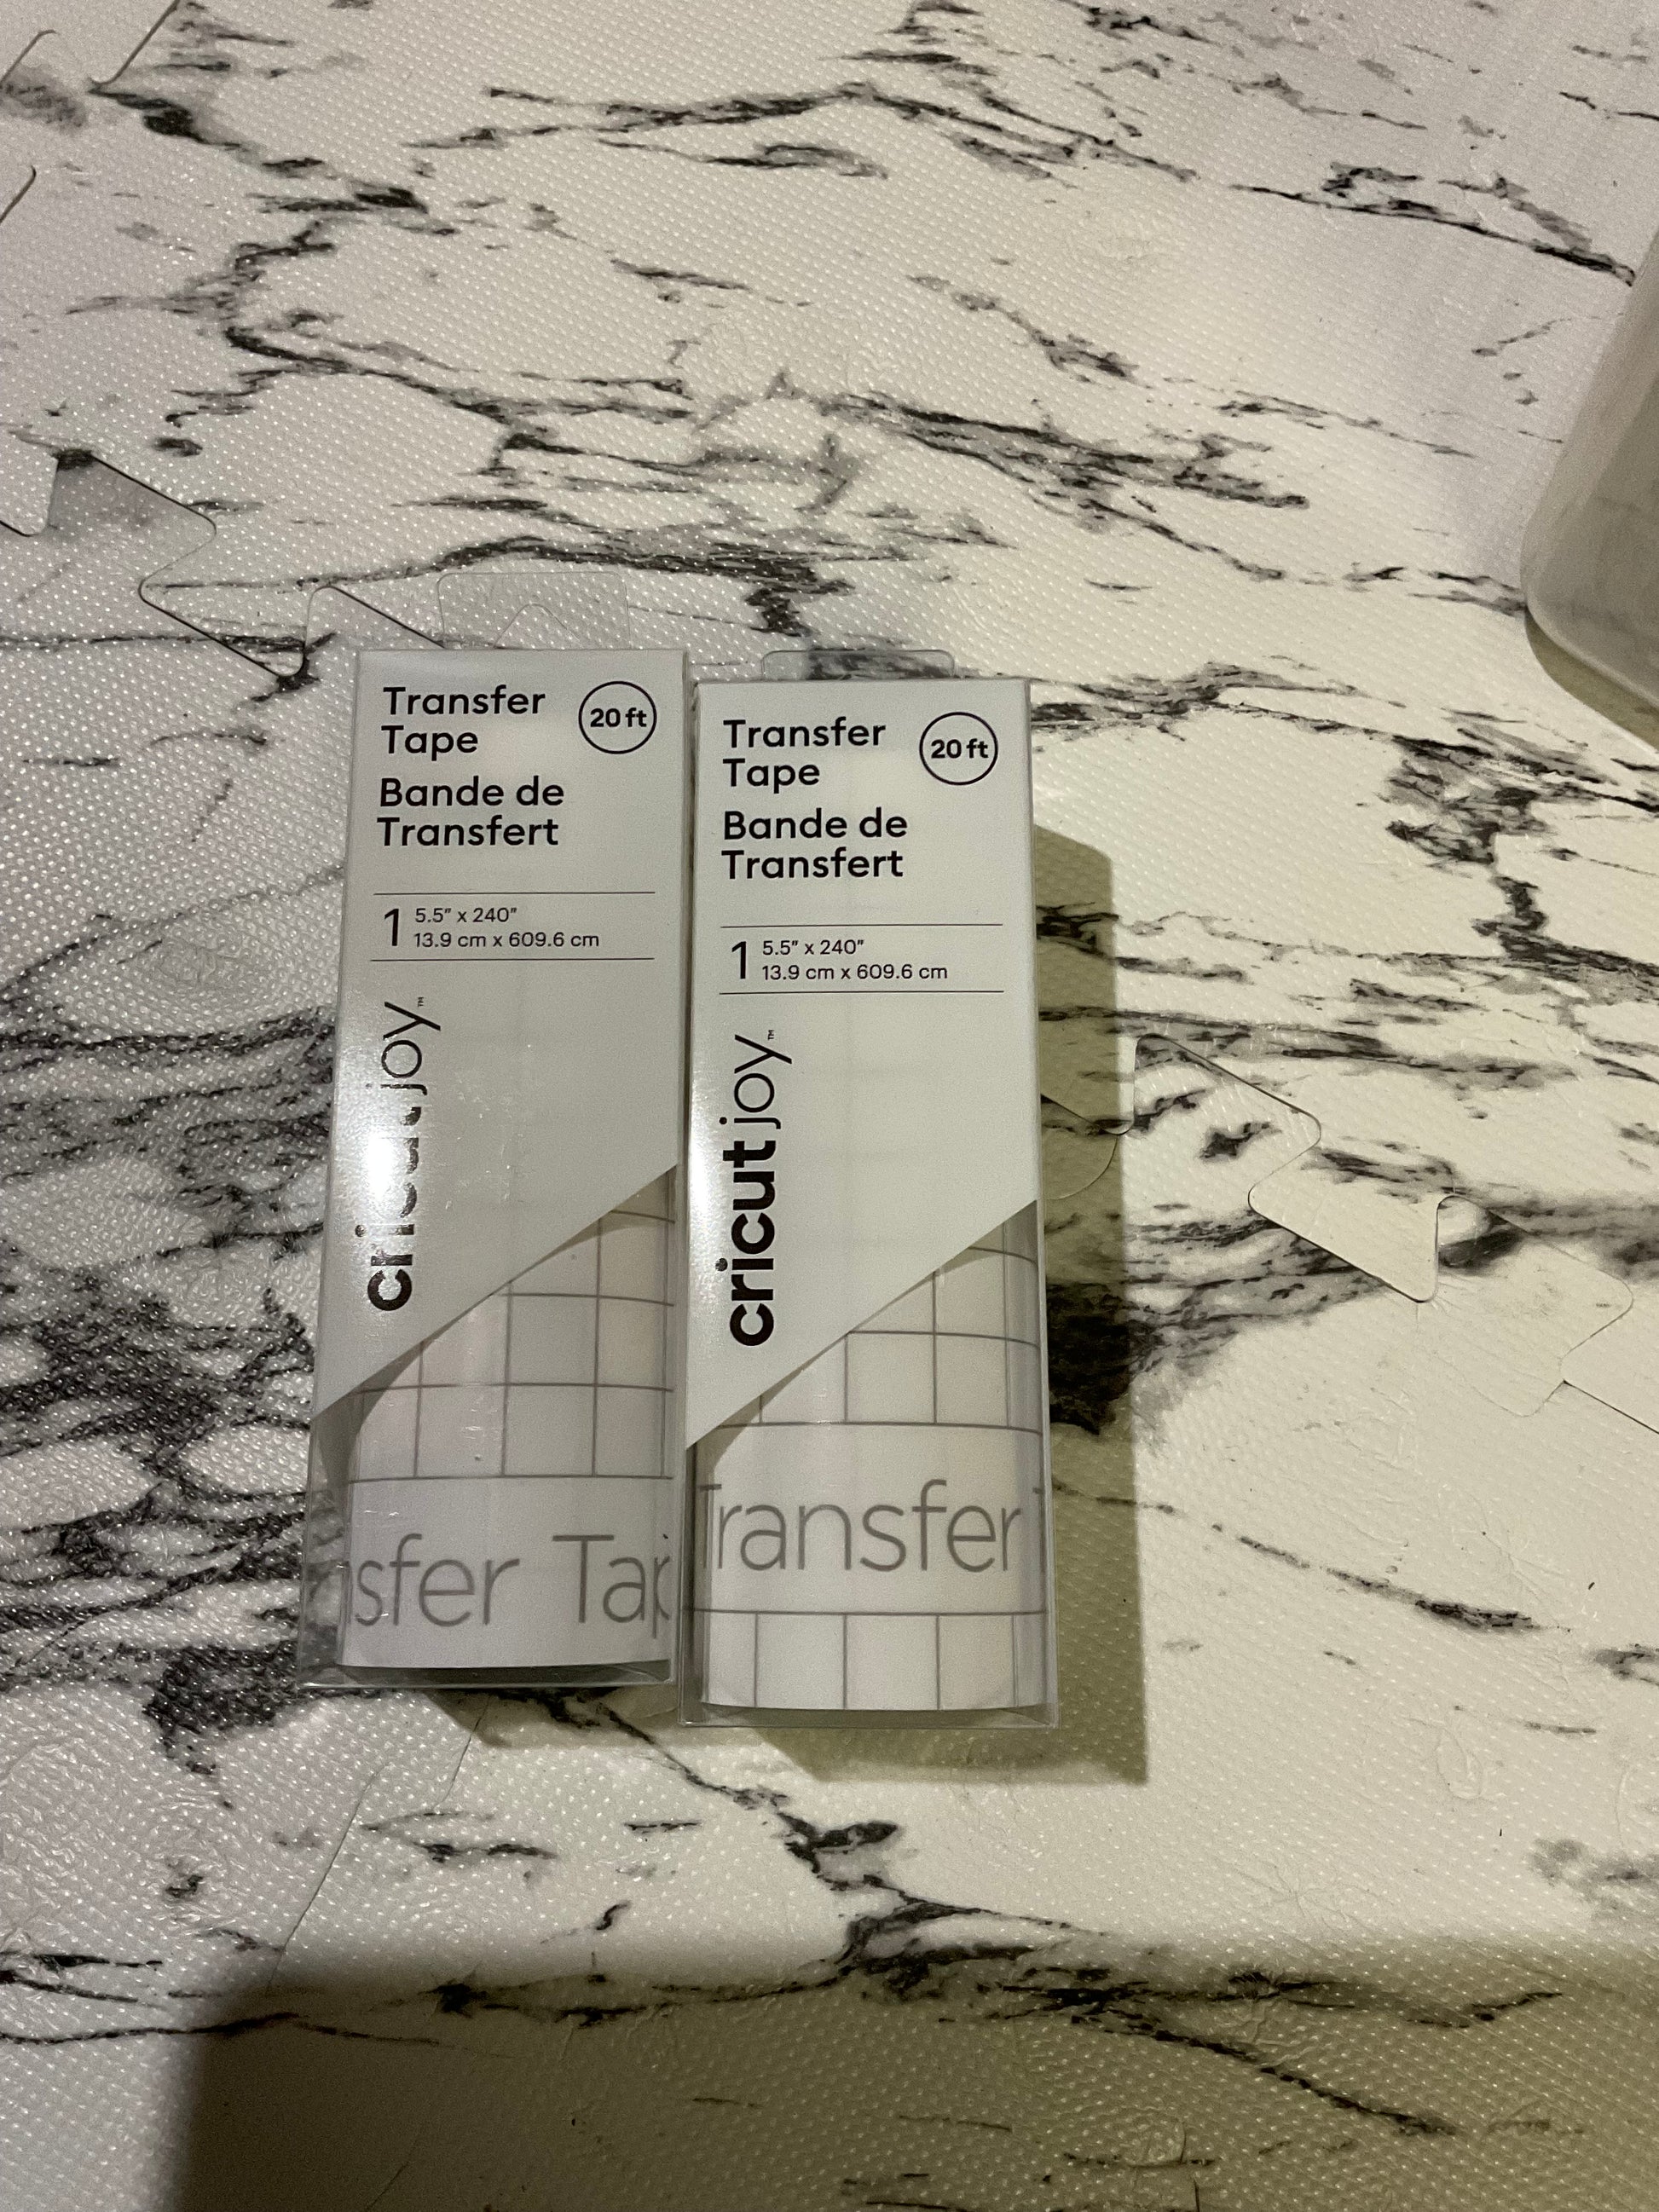 Transfer
Tape
20 ft
Bande de
Transfert
1 5.5" x 240"
13.9 cm x 609.6 cm
cricut joy™
sfer Tap
Transfer
Tape
20 ft
Bande de
Transfert
1 5.5" x 240"
13.9 cm x 609.6 cm
cricut joy™
Transfer